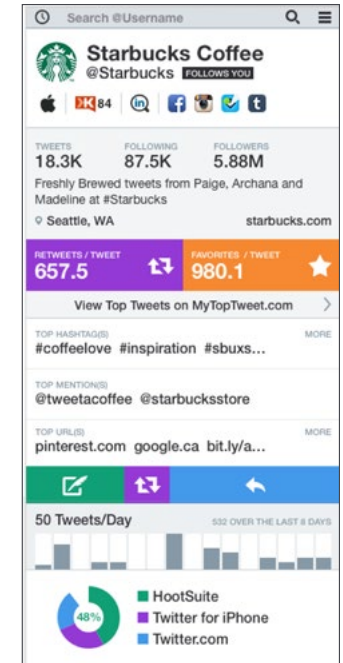 Search @Username
Starbucks Coffee
@Starbucks FOLLOWS YOU
84 in f t
TWEETS FOLLOWING FOLLOWERS
18.3K 87.5K 5.88M
Freshly Brewed tweets from Paige, Archana and
Madeline at #Starbucks
Seattle, WA starbucks.com
RETWEETS / TWEET FAVORITES / TWEET
657.5 980.1
View Top Tweets on MyTopTweet.com
TOP HASHTAG(S) MORE
#coffeelove #inspiration #sbuxs...
TOP MENTION(S)
@tweetacoffee @starbucksstore
TOP URL(S) MORE
pinterest.com google.ca bit.ly/a...
50 Tweets/Day 532 OVER THE LAST 8 DAYS
HootSuite
48% Twitter for iPhone
Twitter.com